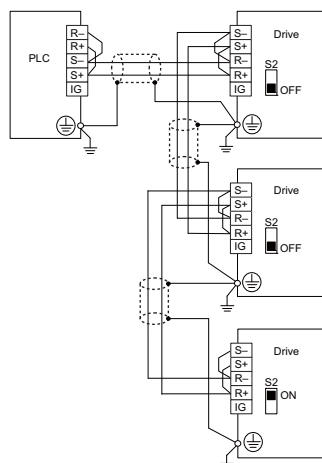 PLC
R–
R+
S–
S+
IG
S–
S+
R–
R+
IG
Drive
S2
OFF
S–
S+
R–
R+
IG
Drive
S2
OFF
S–
S+
R–
R+
IG
Drive
S2
ON